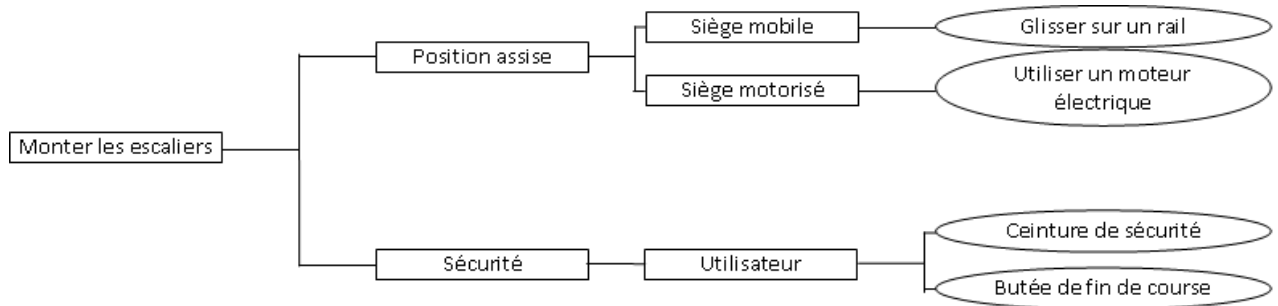 Monter les escaliers
Position assise
Siège mobile
Glisser sur un rail
Siège motorisé
Utiliser un moteur
électrique
Sécurité
Utilisateur
Ceinture de sécurité
Butée de fin de course